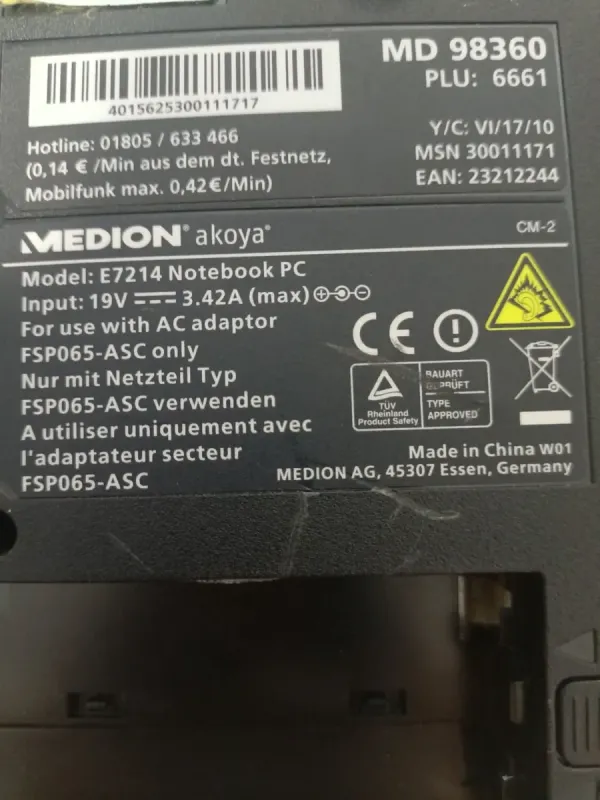 MD 98360
PLU: 6661
4015625300111717
Hotline: 01805 / 633 466
(0,14 € /Min aus dem dt. Festnetz,
Mobilfunk max. 0,42€/Min)
Y/C: VI/17/10
MSN 30011171
EAN: 23212244
MEDION® akoya®
CM-2
Model: E7214 Notebook PC
Input: 19V 3.42A (max)
For use with AC adaptor
FSP065-ASC only
Nur mit Netzteil Typ
FSP065-ASC verwenden
A utiliser uniquement avec
l'adaptateur secteur
FSP065-ASC
CE
TÜV
Rheinland
Product Safety
BAUART
GEPRÜFT
TYPE
APPROVED
Made in China W01
MEDION AG, 45307 Essen, Germany